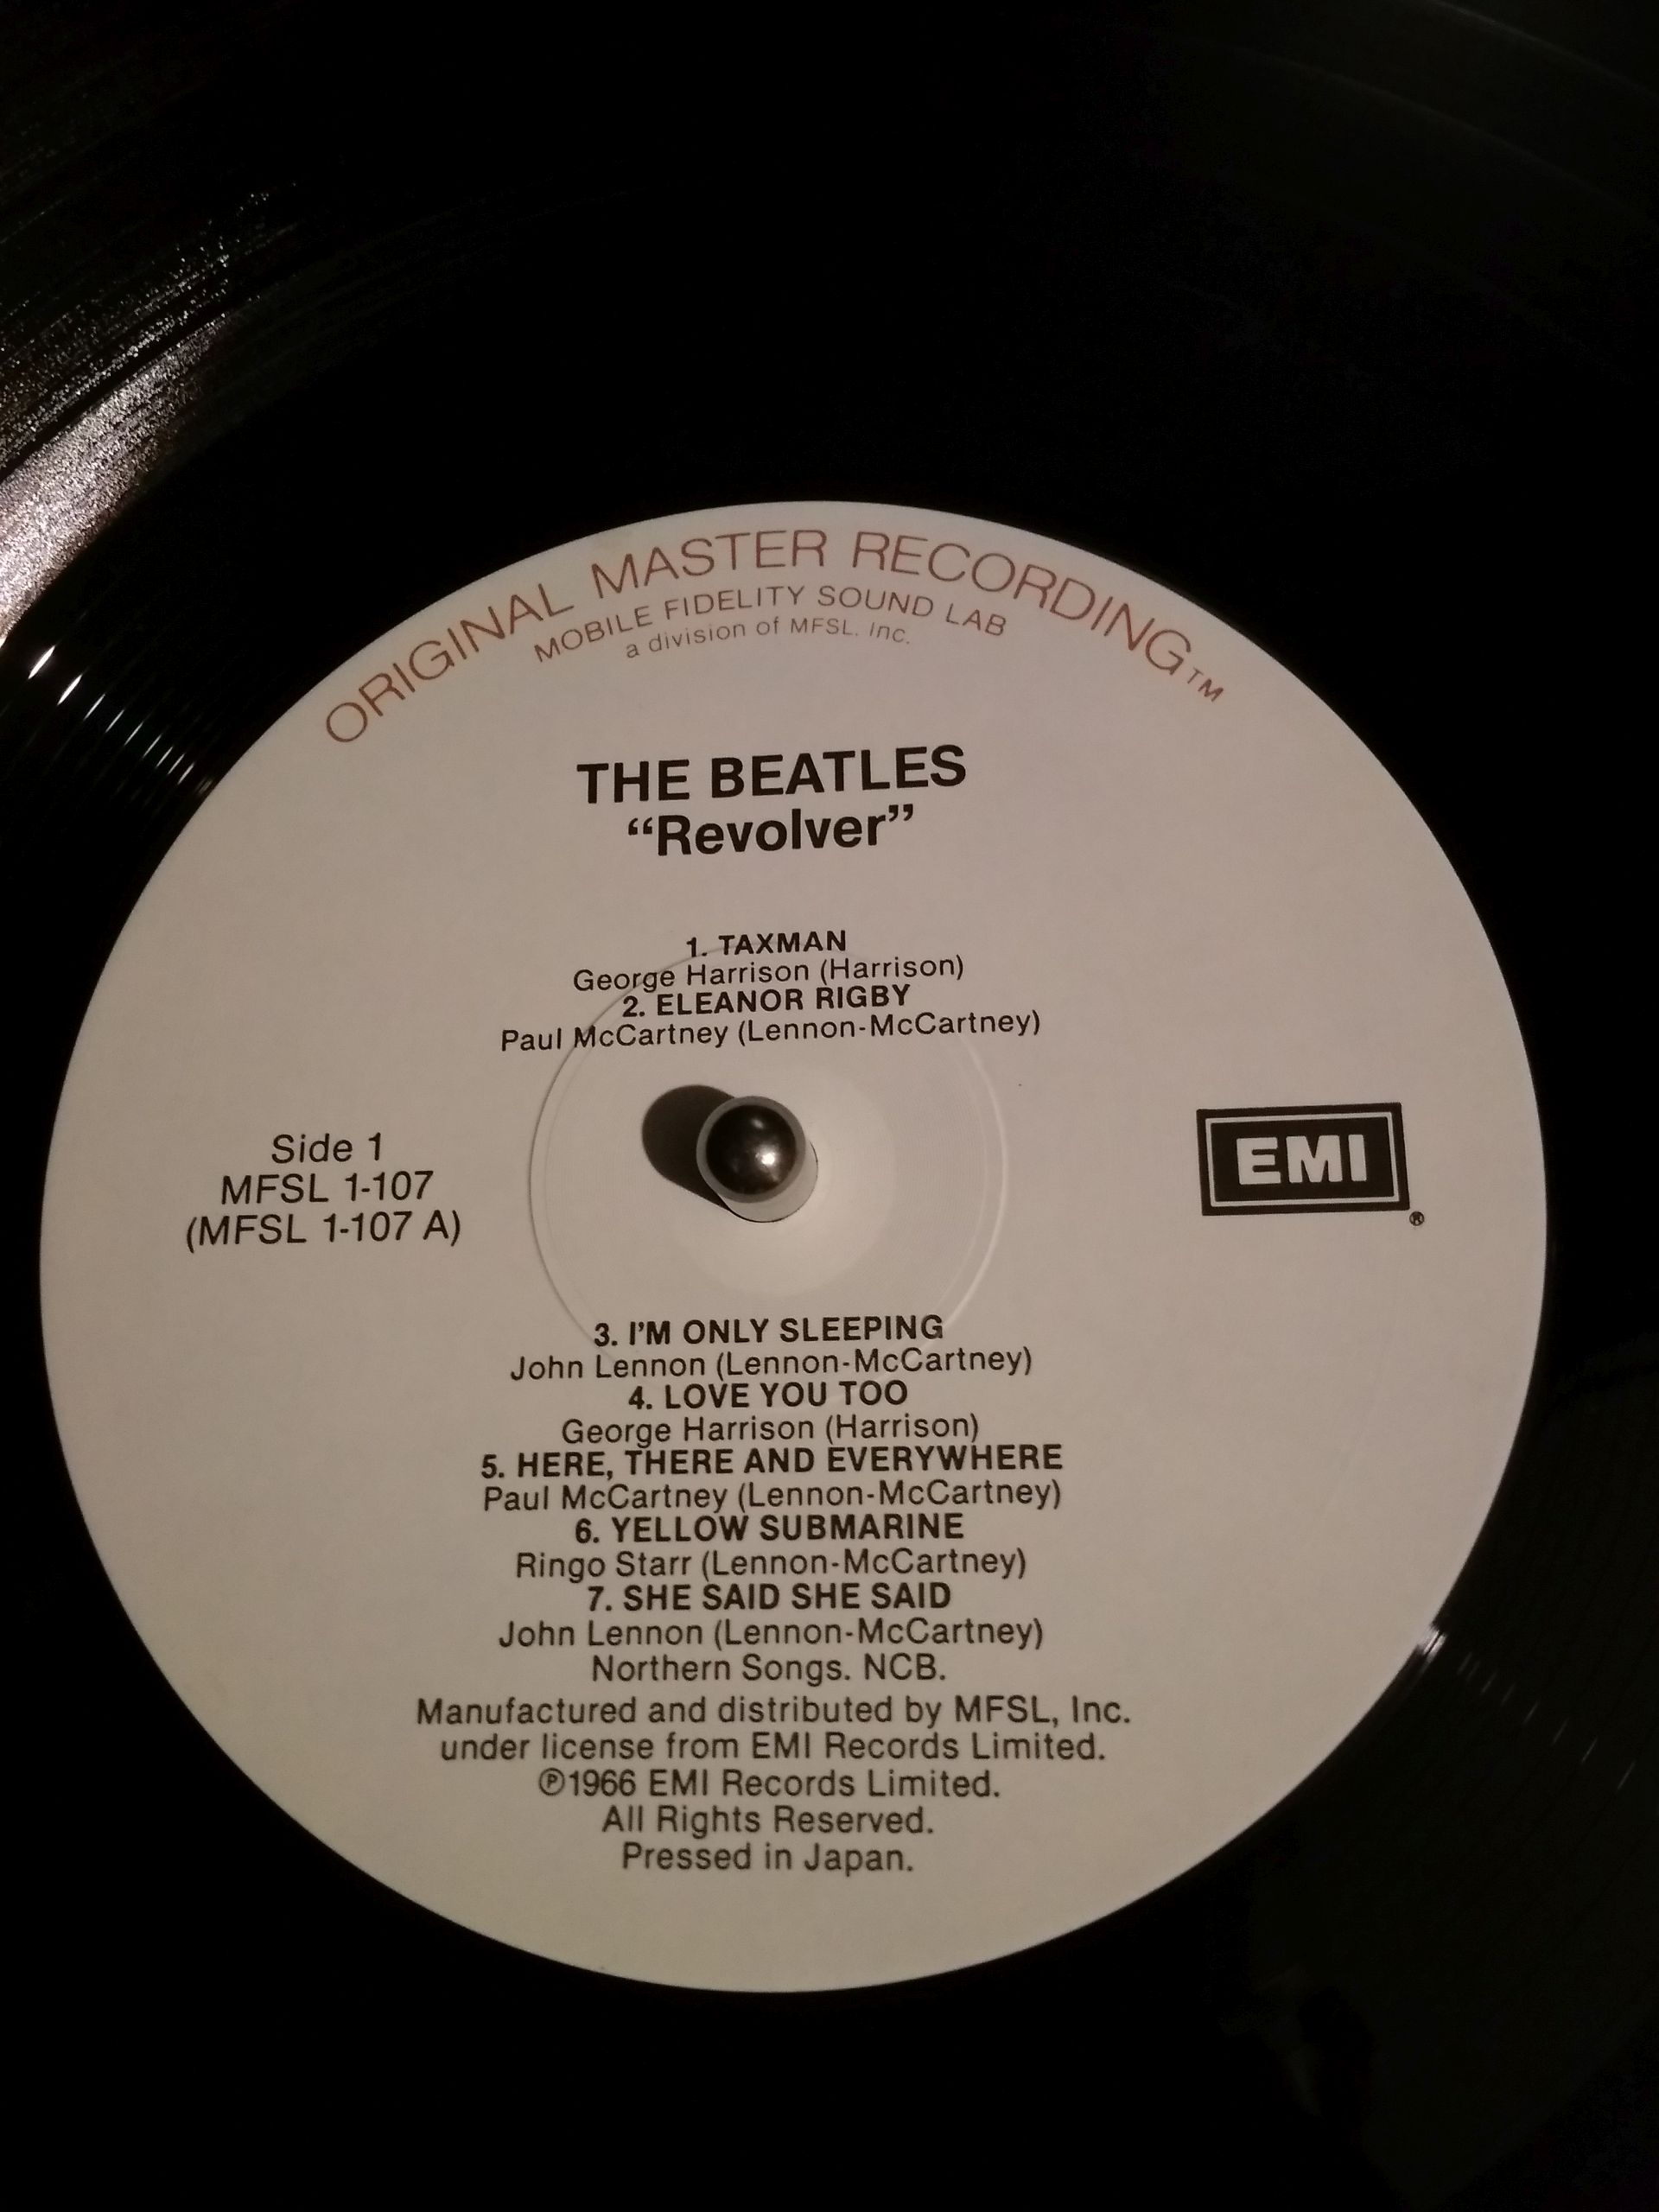 ORIGINAL MASTER RECORDING™
MOBILE FIDELITY SOUND LAB
a division of MFSL. Inc.
THE BEATLES
“Revolver”
1. TAXMAN
George Harrison (Harrison)
2. ELEANOR RIGBY
Paul McCartney (Lennon-McCartney)
Side 1
MFSL 1-107
(MFSL 1-107 A)
EMI®
3. I'M ONLY SLEEPING
John Lennon (Lennon-McCartney)
4. LOVE YOU TOO
George Harrison (Harrison)
5. HERE, THERE AND EVERYWHERE
Paul McCartney (Lennon-McCartney)
6. YELLOW SUBMARINE
Ringo Starr (Lennon-McCartney)
7. SHE SAID SHE SAID
John Lennon (Lennon-McCartney)
Northern Songs. NCB.
Manufactured and distributed by MFSL, Inc.
under license from EMI Records Limited.
℗1966 EMI Records Limited.
All Rights Reserved.
Pressed in Japan.